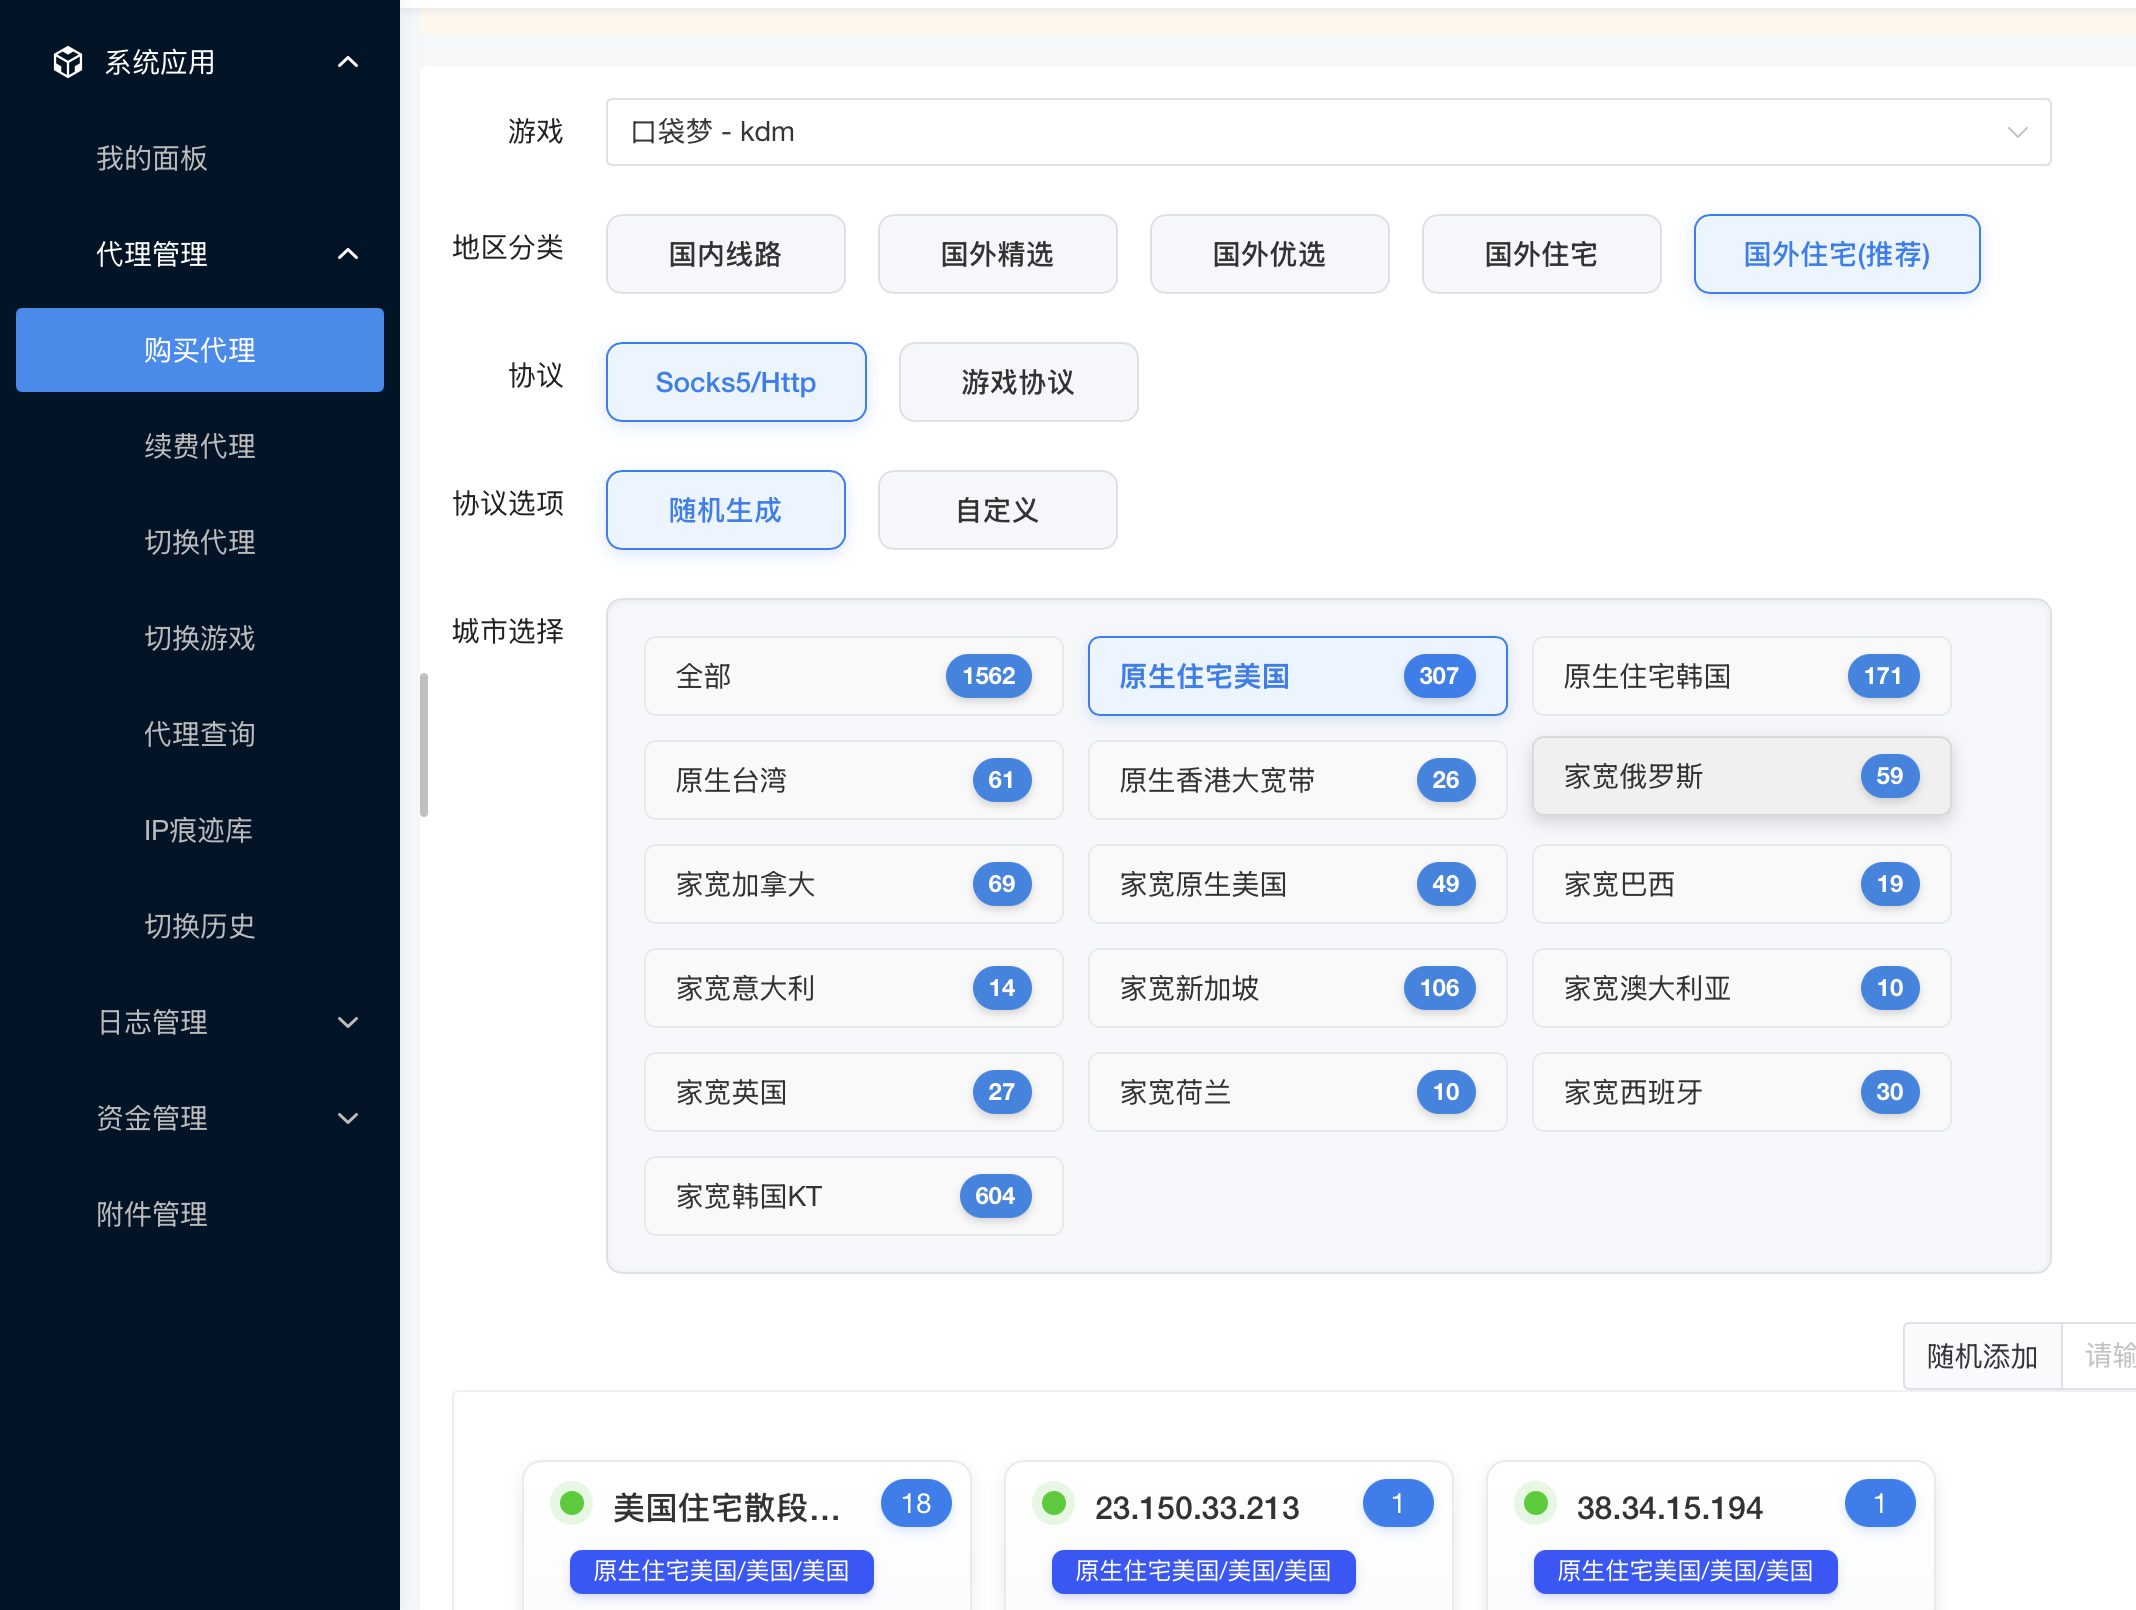 系统应用
我的面板
代理管理
购买代理
续费代理
切换代理
切换游戏
代理查询
IP痕迹库
切换历史
日志管理
资金管理
附件管理
游戏
口袋梦 - kdm
地区分类
国内线路
国外精选
国外优选
国外住宅
国外住宅(推荐)
协议
Socks5/Http
游戏协议
协议选项
随机生成
自定义
城市选择
全部 1562
原生住宅美国 307
原生住宅韩国 171
原生台湾 61
原生香港大宽带 26
家宽俄罗斯 59
家宽加拿大 69
家宽原生美国 49
家宽巴西 19
家宽意大利 14
家宽新加坡 106
家宽澳大利亚 10
家宽英国 27
家宽荷兰 10
家宽西班牙 30
家宽韩国KT 604
随机添加
请输
美国住宅散段... 18
原生住宅美国/美国/美国
23.150.33.213 1
原生住宅美国/美国/美国
38.34.15.194 1
原生住宅美国/美国/美国